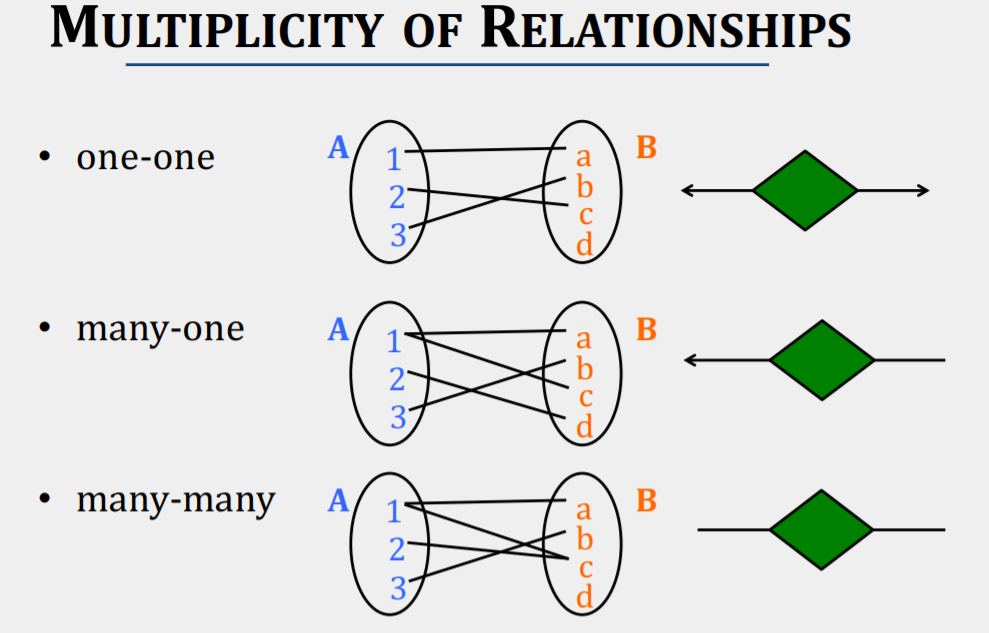 MULTIPLICITY OF RELATIONSHIPS
• one-one
A
1
2
3
a
b
c
d
B
• many-one
A
1
2
3
a
b
c
d
B
• many-many
A
1
2
3
a
b
c
d
B